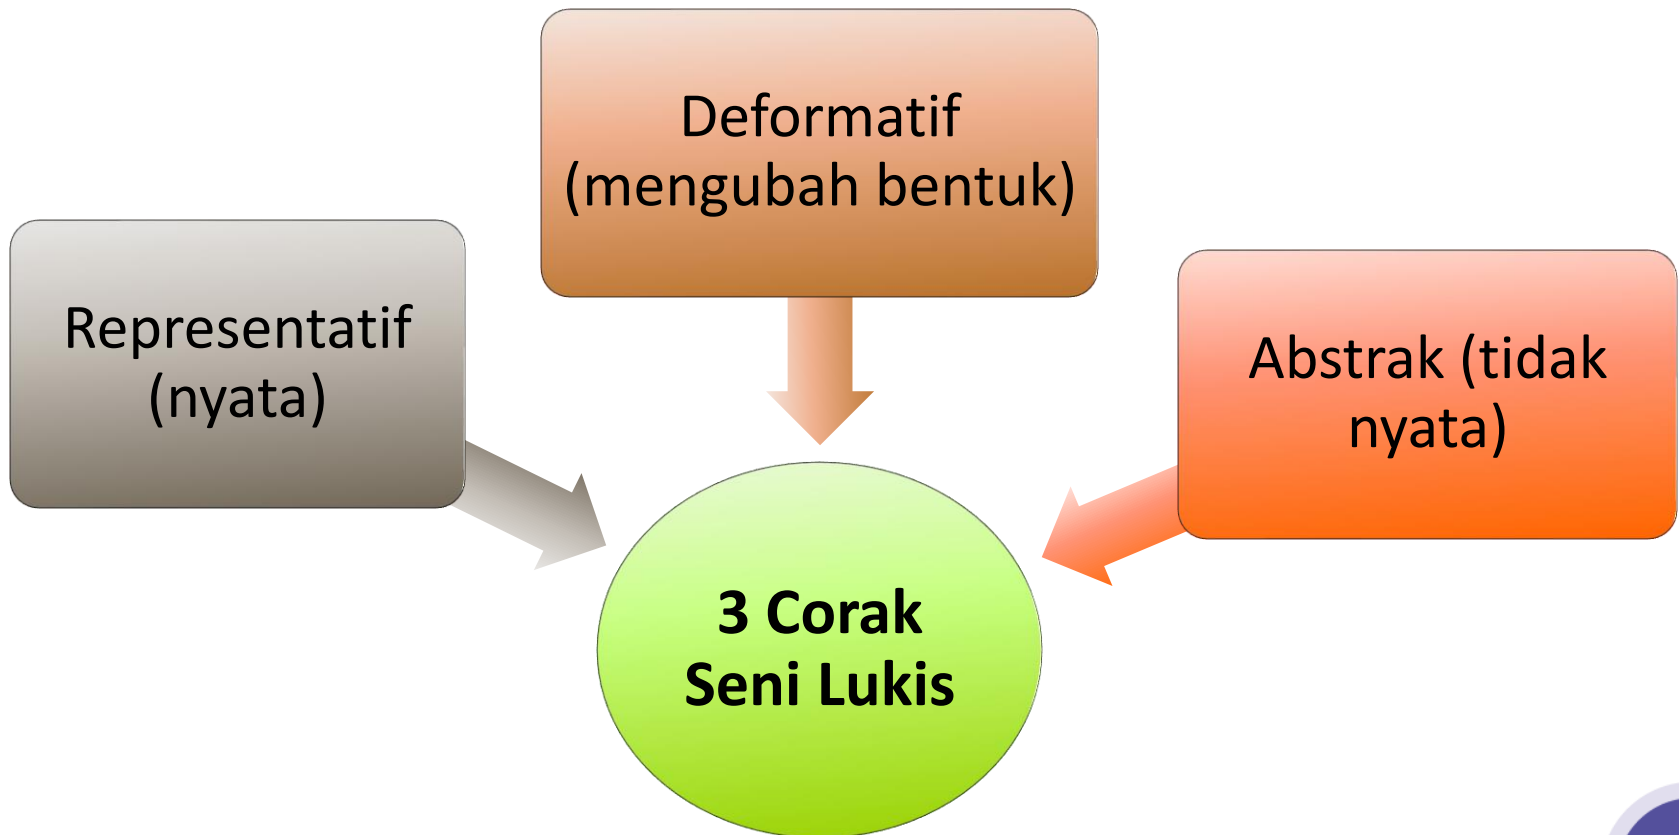 Deformatif
(mengubah bentuk)
Representatif
(nyata)
Abstrak (tidak
nyata)
3 Corak
Seni Lukis